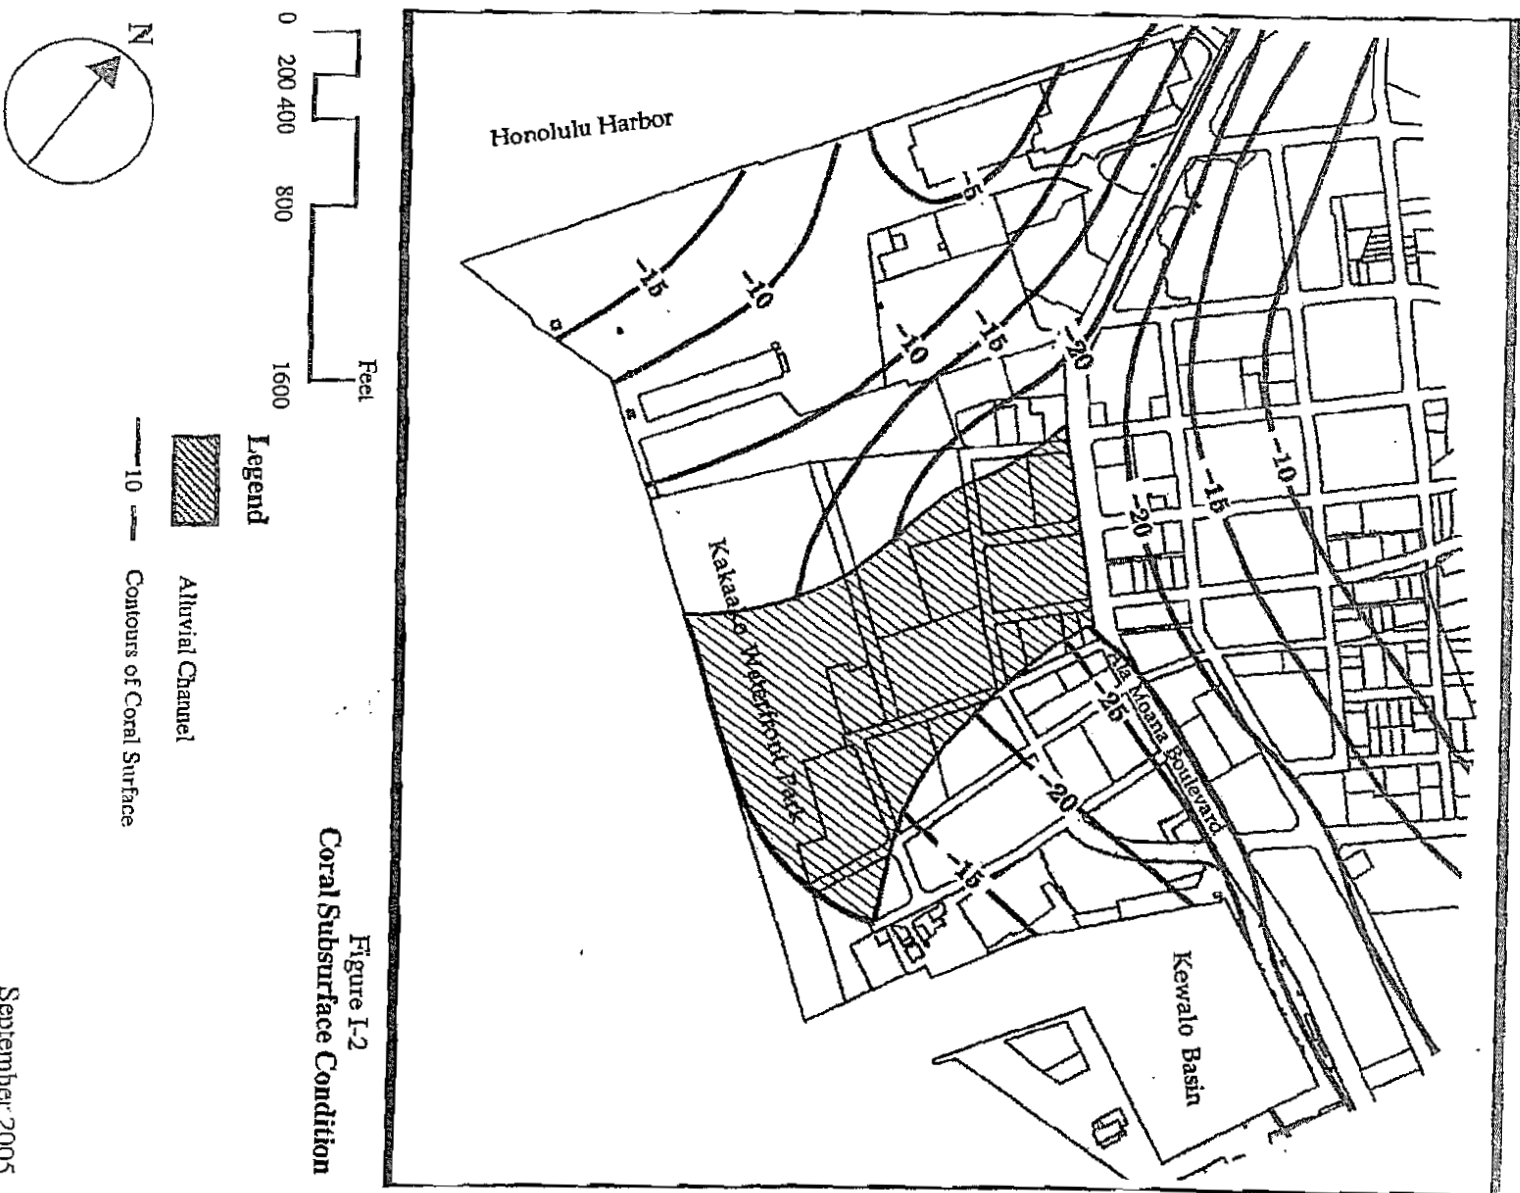 Honolulu Harbor
-5
-15
-10
-10
-15
-20
-10
-15
-20
Kakaako Waterfront Park
Ala Moana Boulevard
-25
-20
-15
Kewalo Basin
N
0 200 400 800 1600
Feet
Legend
Alluvial Channel
10 Contours of Coral Surface
Figure I-2
Coral Subsurface Condition
September 2005